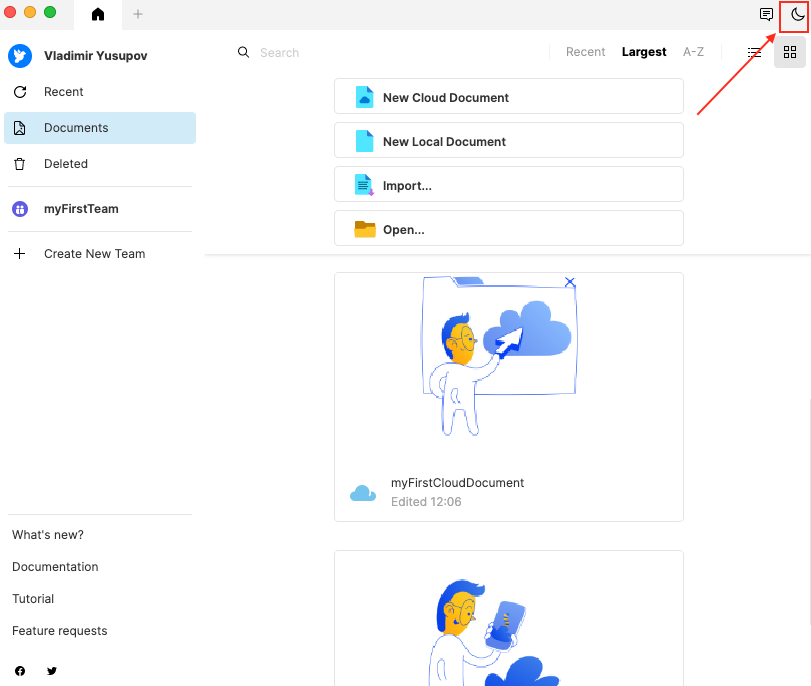 Vladimir Yusupov
Search
Recent Largest A-Z
Recent
Documents
Deleted
myFirstTeam
Create New Team
New Cloud Document
New Local Document
Import...
Open...
myFirstCloudDocument
Edited 12:06
What's new?
Documentation
Tutorial
Feature requests